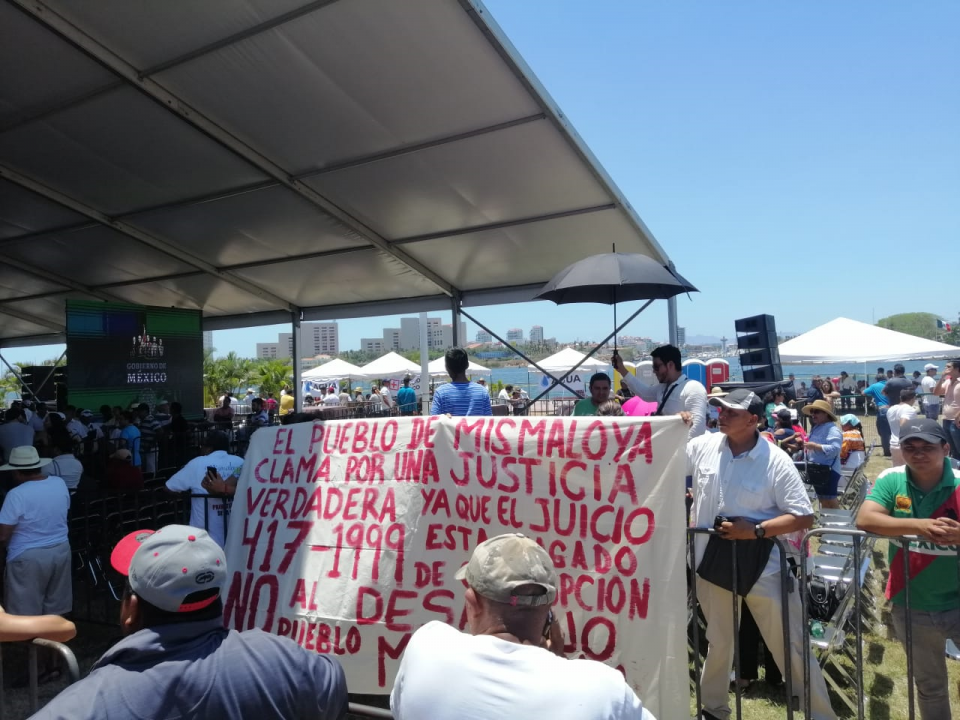 GOBIERNO DE
MÉXICO
EL PUEBLO DE MISMALOYA
CLAMA POR UNA JUSTICIA
VERDADERA YA QUE EL JUICIO
417-1999 ESTA
DE
NO AL
PUEBLO